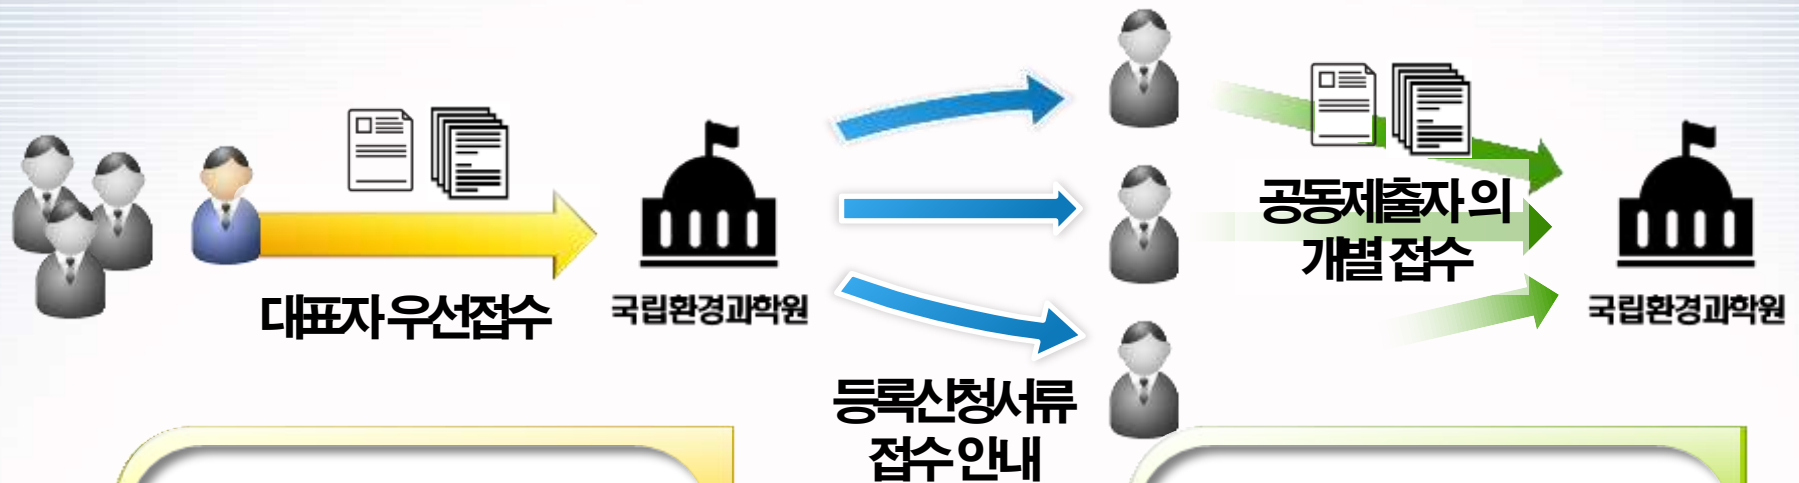 대표자 우선접수
국립환경과학원
등록신청서류
접수 안내
공동제출자 의
개별 접수
국립환경과학원